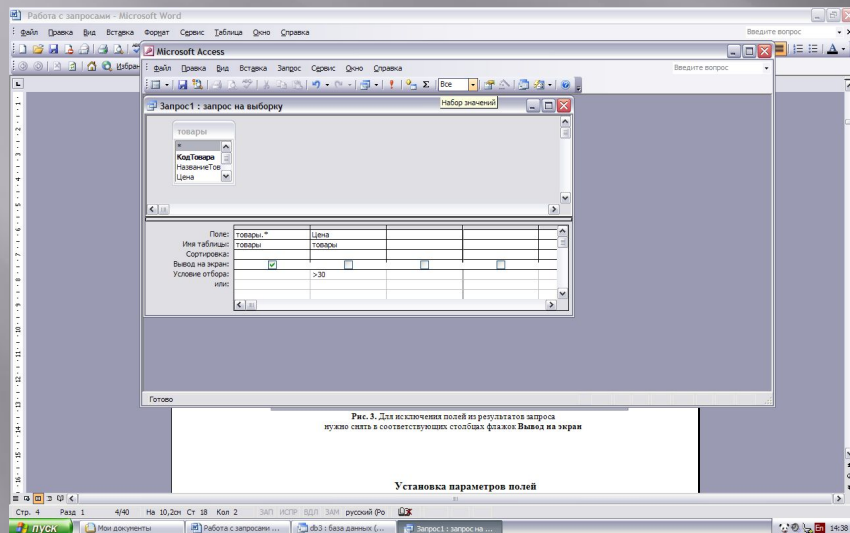 Работа с запросами - Microsoft Word
Файл Правка Вид Вставка Формат Сервис Таблица Окно Справка
Введите вопрос
Избран
Microsoft Access
Файл Правка Вид Вставка Запрос Сервис Окно Справка
Введите вопрос
Все
Набор значений
Запрос1 : запрос на выборку
товары
*
КодТовара
НазваниеТов
Цена
Поле: товары.* Цена
Имя таблицы: товары товары
Сортировка:
Вывод на экран:
Условие отбора: >30
или:
Готово
Рис. 3. Для исключения полей из результатов запроса
нужно снять в соответствующих столбцах флажок Вывод на экран
Установка параметров полей
Стр. 4 Разд 1 4/40 На 10,2см Ст 18 Кол 2 ЗАП ИСПР ВДЛ ЗАМ русский (Ро
пуск Мои документы Работа с запросами ... db3 : база данных (... Запрос1 : запрос на ... En 14:38